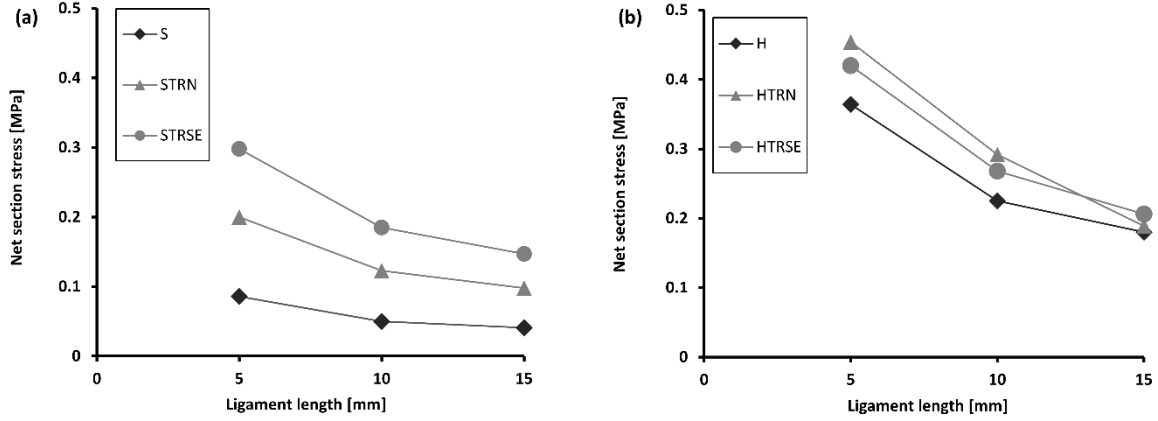 (a)
0.5
0.4
0.3
0.2
0.1
0
0
5
10
15
Net section stress [MPa]
Ligament length [mm]
S
STRN
STRSE
(b)
0.5
0.4
0.3
0.2
0.1
0
0
5
10
15
Net section stress [MPa]
Ligament length [mm]
H
HTRN
HTRSE